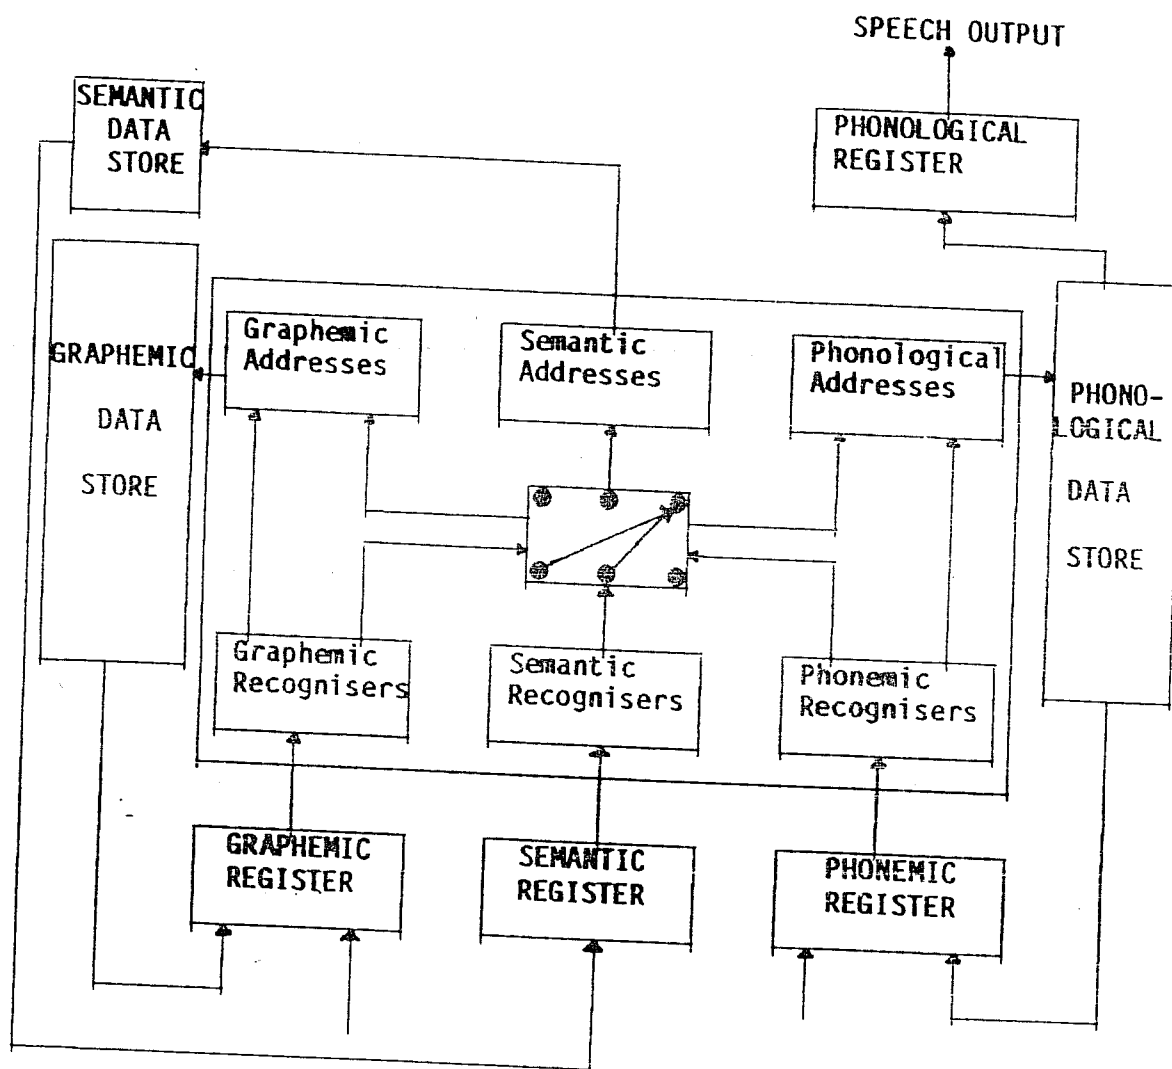 SPEECH OUTPUT
SEMANTIC
DATA
STORE
PHONOLOGICAL
REGISTER
GRAPHEMIC
DATA
STORE
Graphemic
Addresses
Semantic
Addresses
Phonological
Addresses
PHONO-
LOGICAL
DATA
STORE
Graphemic
Recognisers
Semantic
Recognisers
Phonemic
Recognisers
GRAPHEMIC
REGISTER
SEMANTIC
REGISTER
PHONEMIC
REGISTER